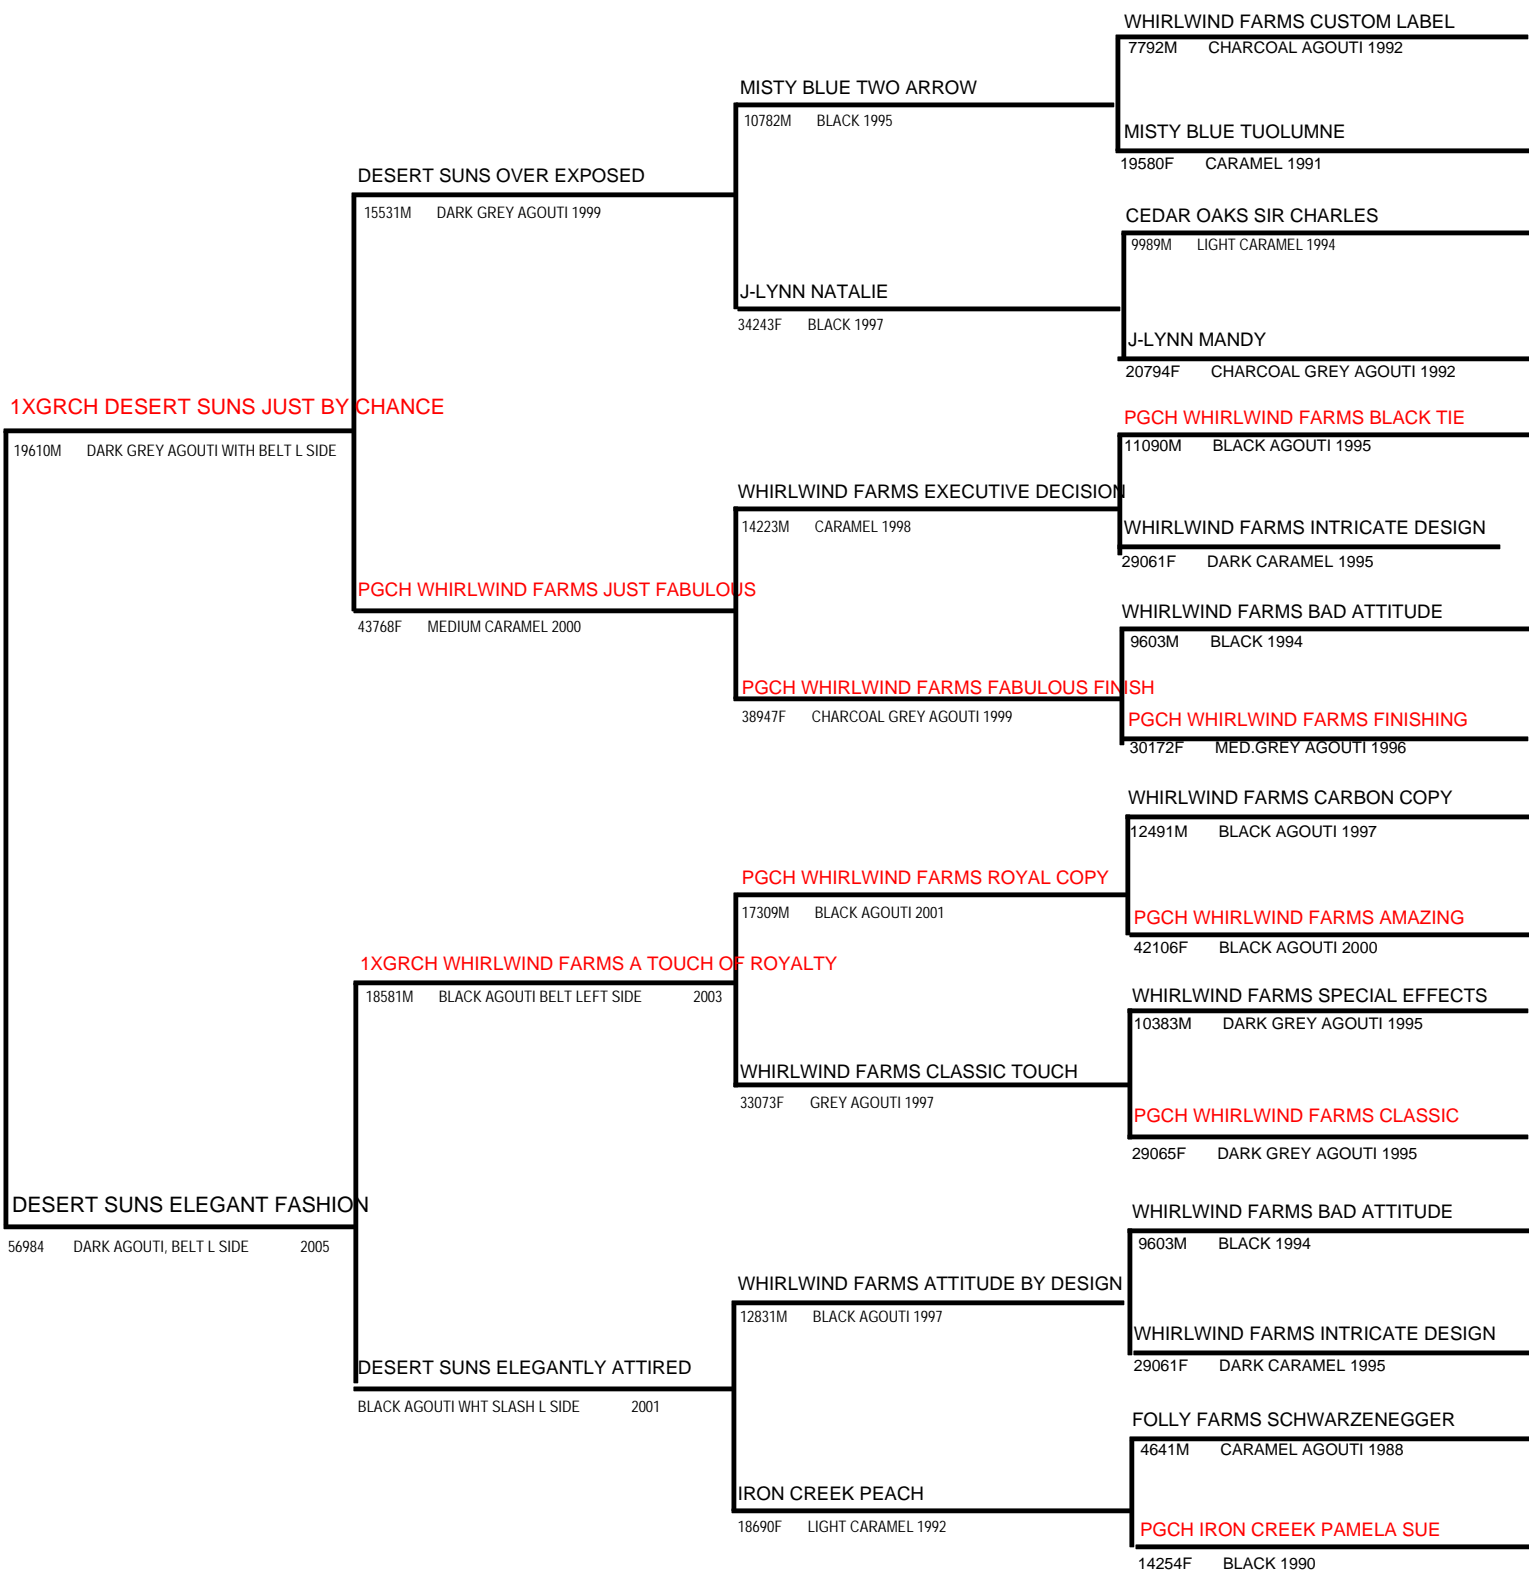 WHIRLWIND FARMS CUSTOM LABEL
7792M CHARCOAL AGOUTI 1992
MISTY BLUE TWO ARROW
10782M BLACK 1995
MISTY BLUE TUOLUMNE
19580F CARAMEL 1991
DESERT SUNS OVER EXPOSED
15531M DARK GREY AGOUTI 1999
CEDAR OAKS SIR CHARLES
9989M LIGHT CARAMEL 1994
J-LYNN NATALIE
34243F BLACK 1997
J-LYNN MANDY
20794F CHARCOAL GREY AGOUTI 1992
1XGRCH DESERT SUNS JUST BY CHANCE
19610M DARK GREY AGOUTI WITH BELT L SIDE
PGCH WHIRLWIND FARMS BLACK TIE
11090M BLACK AGOUTI 1995
WHIRLWIND FARMS EXECUTIVE DECISION
14223M CARAMEL 1998
WHIRLWIND FARMS INTRICATE DESIGN
29061F DARK CARAMEL 1995
PGCH WHIRLWIND FARMS JUST FABULOUS
43768F MEDIUM CARAMEL 2000
WHIRLWIND FARMS BAD ATTITUDE
9603M BLACK 1994
PGCH WHIRLWIND FARMS FABULOUS FINISH
38947F CHARCOAL GREY AGOUTI 1999
PGCH WHIRLWIND FARMS FINISHING
30172F MED.GREY AGOUTI 1996
WHIRLWIND FARMS CARBON COPY
12491M BLACK AGOUTI 1997
PGCH WHIRLWIND FARMS ROYAL COPY
17309M BLACK AGOUTI 2001
PGCH WHIRLWIND FARMS AMAZING
42106F BLACK AGOUTI 2000
1XGRCH WHIRLWIND FARMS A TOUCH OF ROYALTY
18581M BLACK AGOUTI BELT LEFT SIDE 2003
WHIRLWIND FARMS SPECIAL EFFECTS
10383M DARK GREY AGOUTI 1995
WHIRLWIND FARMS CLASSIC TOUCH
33073F GREY AGOUTI 1997
PGCH WHIRLWIND FARMS CLASSIC
29065F DARK GREY AGOUTI 1995
DESERT SUNS ELEGANT FASHION
56984 DARK AGOUTI, BELT L SIDE 2005
WHIRLWIND FARMS BAD ATTITUDE
9603M BLACK 1994
WHIRLWIND FARMS ATTITUDE BY DESIGN
12831M BLACK AGOUTI 1997
WHIRLWIND FARMS INTRICATE DESIGN
29061F DARK CARAMEL 1995
DESERT SUNS ELEGANTLY ATTIRED
BLACK AGOUTI WHT SLASH L SIDE 2001
FOLLY FARMS SCHWARZENEGGER
4641M CARAMEL AGOUTI 1988
IRON CREEK PEACH
18690F LIGHT CARAMEL 1992
PGCH IRON CREEK PAMELA SUE
14254F BLACK 1990